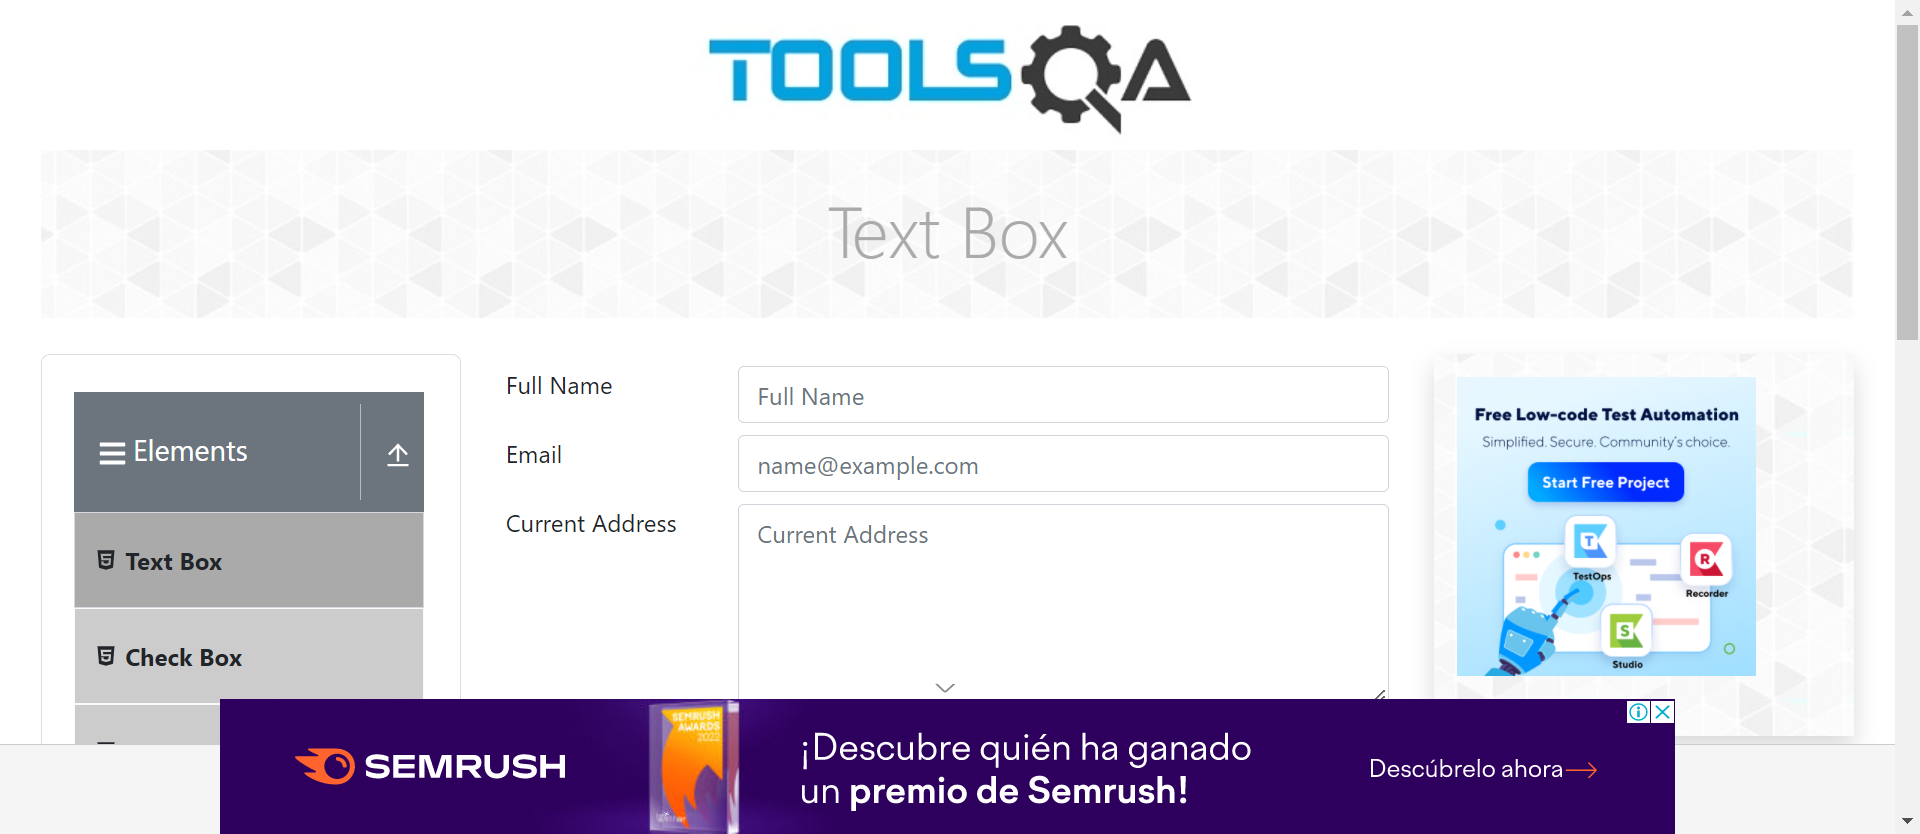 TOOLSQA
Text Box
Elements
Text Box
Check Box
Full Name
Full Name
Email
name@example.com
Current Address
Current Address
Free Low-code Test Automation
Simplified. Secure. Community's choice.
Start Free Project
TestOps
Recorder
Studio
SEMRUSH
SEMRUSH
AWARDS
2022
¡Descubre quién ha ganado
un premio de Semrush!
Descúbrelo ahora